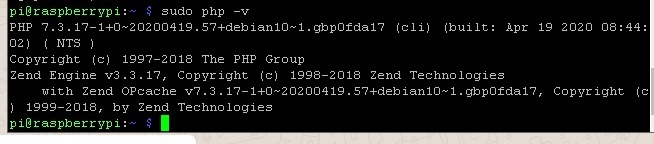 pi@raspberrypi:~ $ sudo php -v
PHP 7.3.17-1+0~20200419.57+debian10~1.gbp0fda17 (cli) (built: Apr 19 2020 08:44:
02) ( NTS )
Copyright (c) 1997-2018 The PHP Group
Zend Engine v3.3.17, Copyright (c) 1998-2018 Zend Technologies
    with Zend OPcache v7.3.17-1+0~20200419.57+debian10~1.gbp0fda17, Copyright (c
) 1999-2018, by Zend Technologies
pi@raspberrypi:~ $